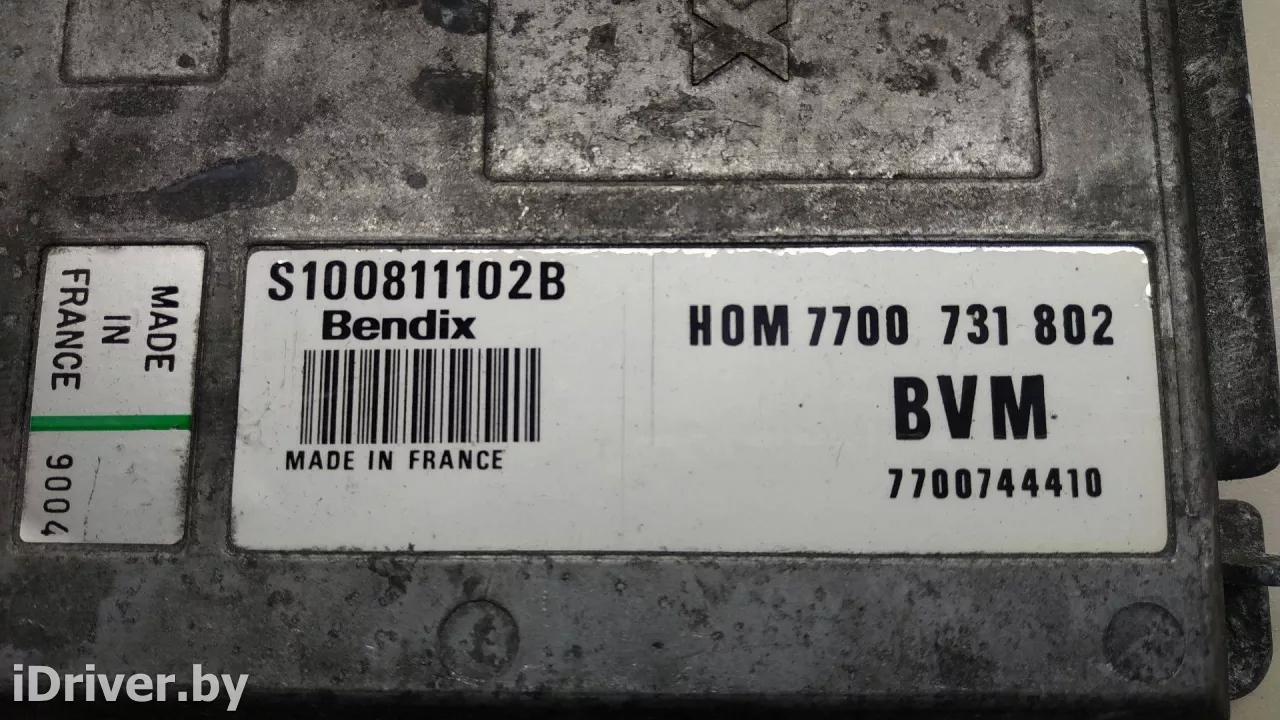 MADE
IN
FRANCE
9004
S100811102B
Bendix
MADE IN FRANCE
HOM 7700 731 802
BVM
7700744410
iDriver.by